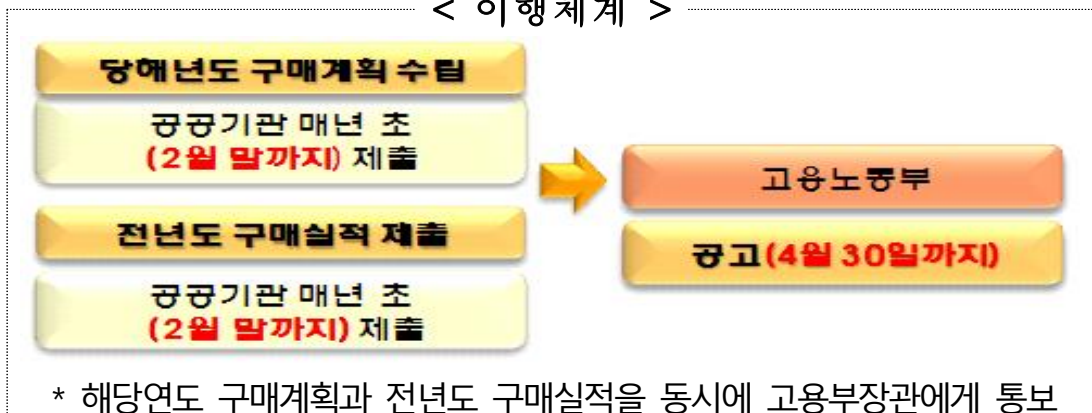 < 이행체계 >
당해년도 구매계획 수립
공공기관 매년 초
(2월 말까지) 제출
전년도 구매실적 제출
공공기관 매년 초
(2월 말까지) 제출
고용노동부
공고(4월 30일까지)
* 해당연도 구매계획과 전년도 구매실적을 동시에 고용부장관에게 통보